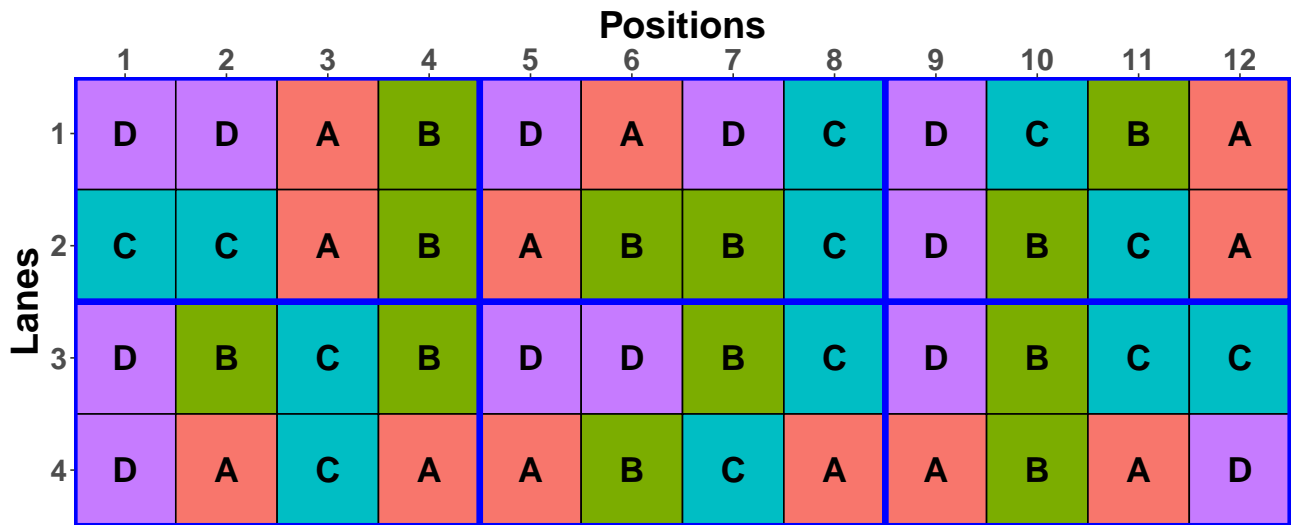 Positions
1 2 3 4 5 6 7 8 9 10 11 12
Lanes
1 D D A B D A D C D C B A
2 C C A B A B B C D B C A
3 D B C B D D B C D B C C
4 D A C A A B C A A B A D